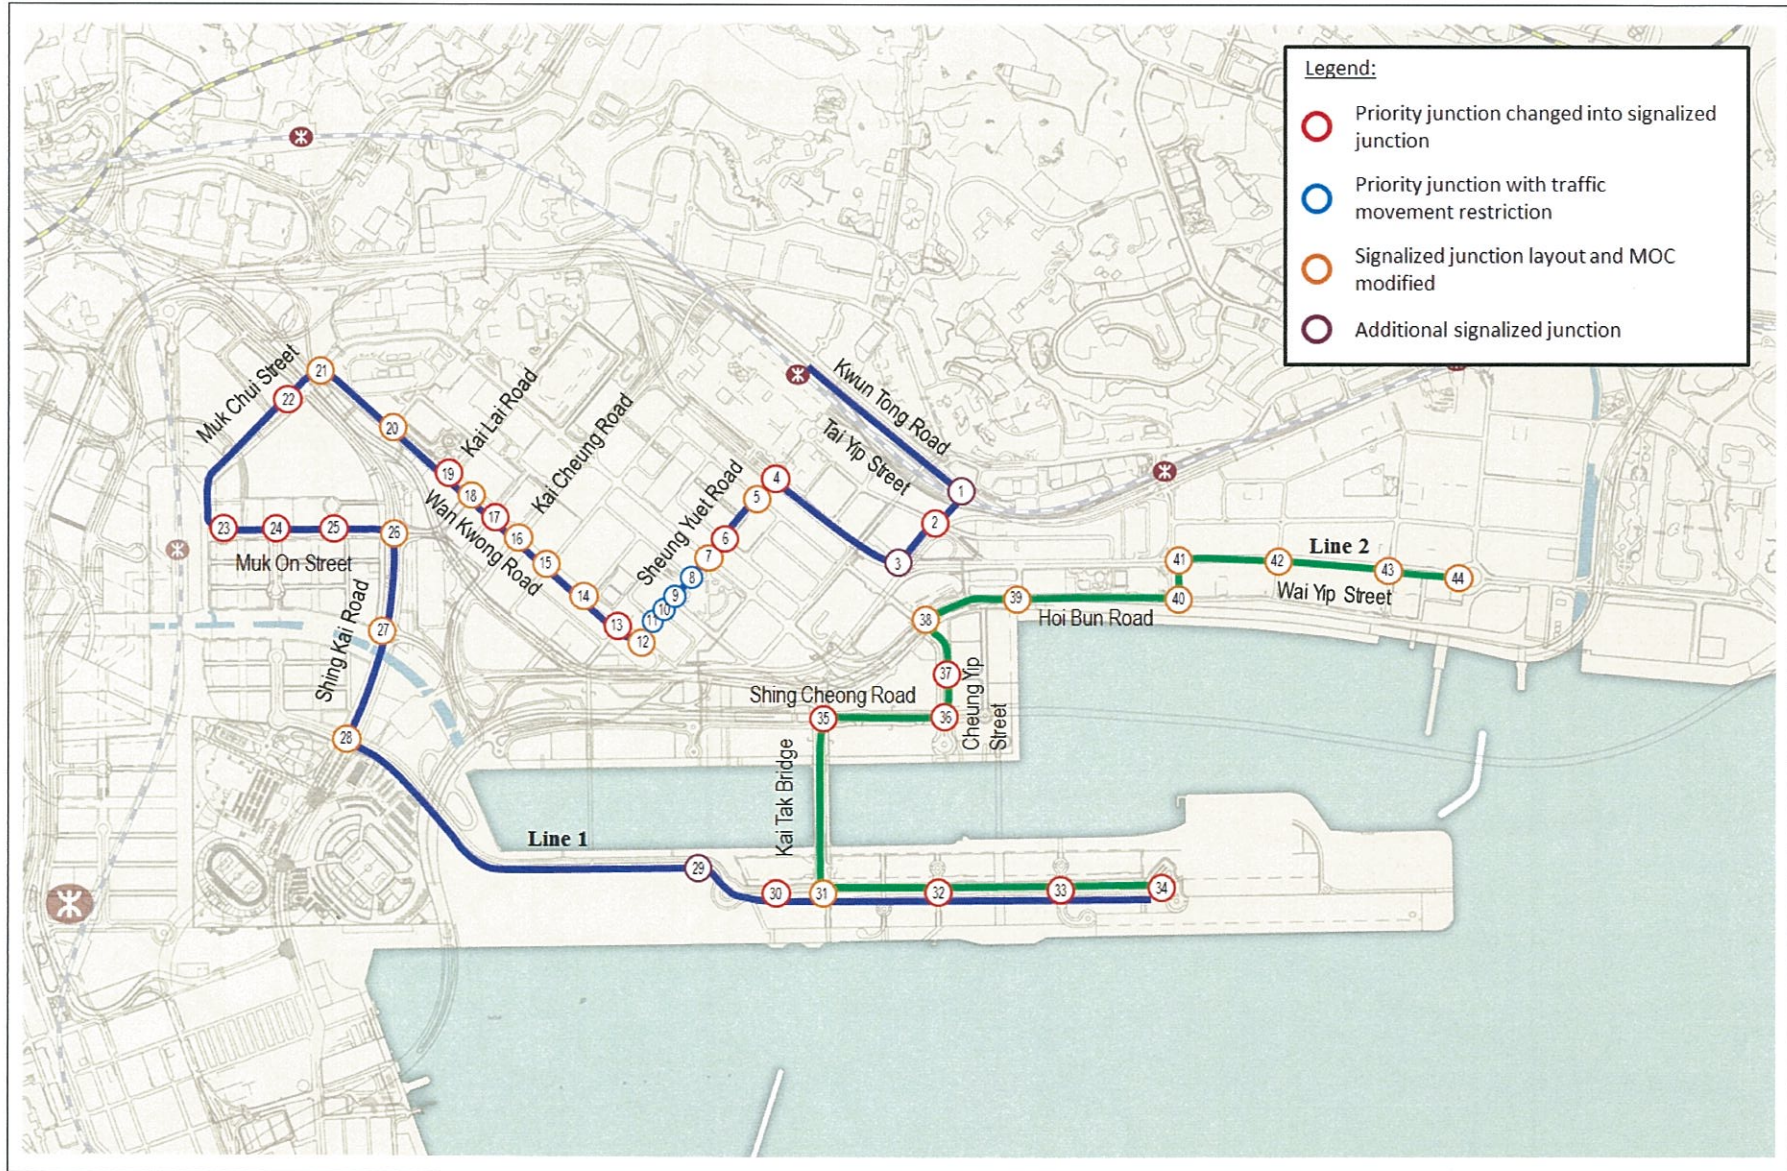 Legend:
Priority junction changed into signalized
junction
Priority junction with traffic
movement restriction
Signalized junction layout and MOC
modified
Additional signalized junction
Muk Chui Street
21
22
20
Kai Lai Road
19
18
17
Kai Cheung Road
16
Wan Kwong Road
15
14
13
12
11
10
9
8
7
6
Sheung Yuet Road
5
4
Kwun Tong Road
Tai Yip Street
1
2
3
23
24
25
26
Muk On Street
27
Shing Kai Road
28
Line 1
29
30
31
32
33
34
Kai Tak Bridge
35
Shing Cheong Road
36
37
Cheung Yip
Street
38
39
Hoi Bun Road
40
41
42
Line 2
43
44
Wai Yip Street